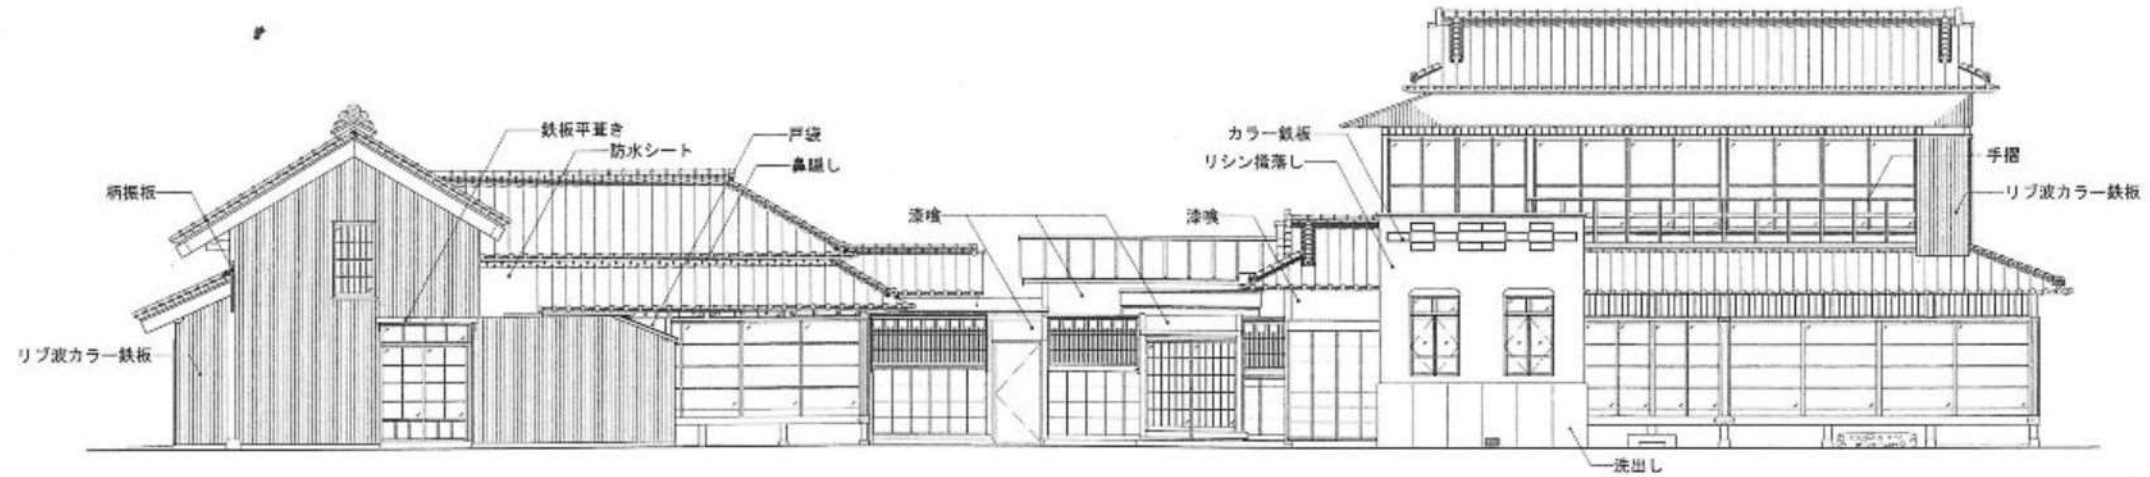 鉄板平葺き
防水シート
戸袋
鼻隠し
柄振板
漆喰
漆喰
カラー鉄板
リシン掻落し
手摺
リブ波カラー鉄板
リブ波カラー鉄板
洗出し